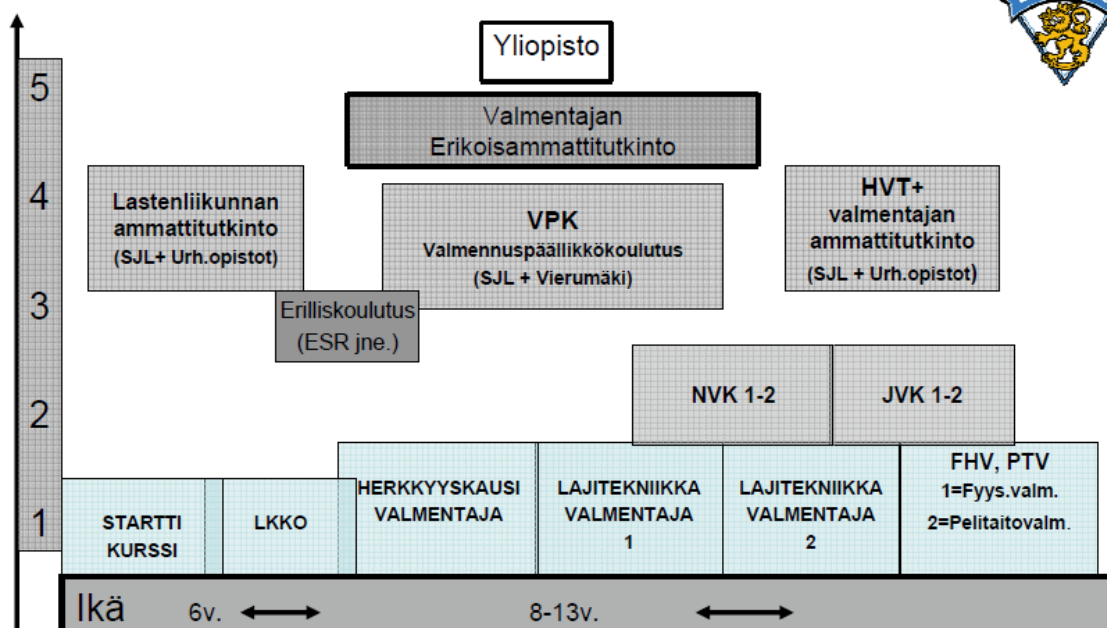 Yliopisto
5
Valmentajan
Erikoisammattitutkinto
4
Lastenliikunnan
ammattitutkinto
(SJL+ Urh.opistot)
VPK
Valmennuspäällikkökoulutus
(SJL + Vierumäki)
HVT+
valmentajan
ammattitutkinto
(SJL + Urh.opistot)
3
Erilliskoulutus
(ESR jne.)
2
NVK 1-2
JVK 1-2
1
STARTTI
KURSSI
LKKO
HERKKYYSKAUSI
VALMENTAJA
LAJITEKNIIKKA
VALMENTAJA
1
LAJITEKNIIKKA
VALMENTAJA
2
FHV, PTV
1=Fyys.valm.
2=Pelitaitovalm.
Ikä
6v.
8-13v.